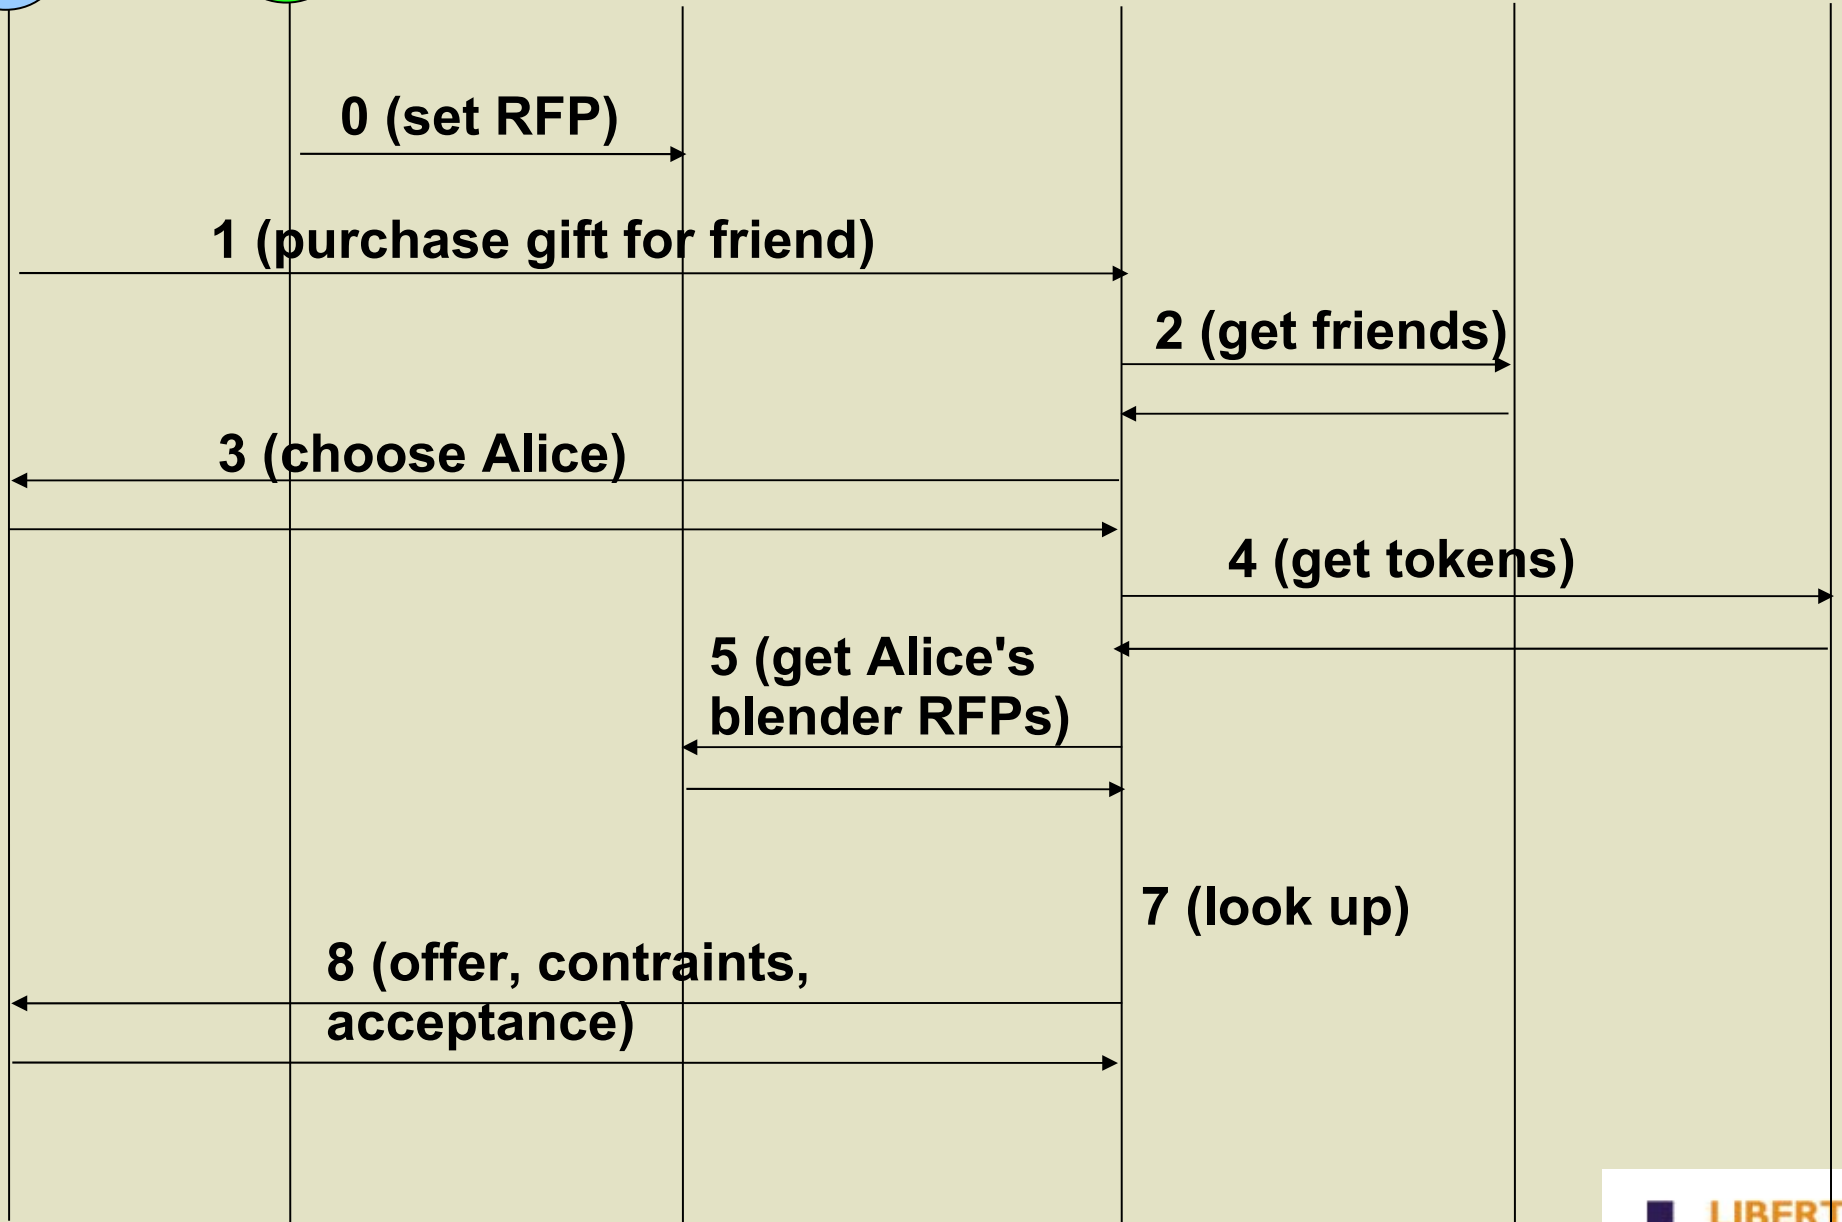 0 (set RFP)
1 (purchase gift for friend)
2 (get friends)
3 (choose Alice)
4 (get tokens)
5 (get Alice's
blender RFPs)
7 (look up)
8 (offer, contraints,
acceptance)